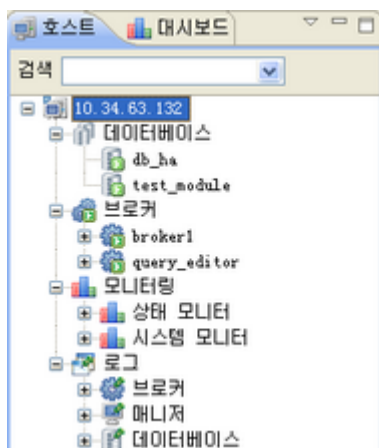 호스트 대시보드
검색
10.34.63.132
데이터베이스
db_ha
test_module
브로커
broker1
query_editor
모니터링
상태 모니터
시스템 모니터
로그
브로커
매니저
데이터베이스